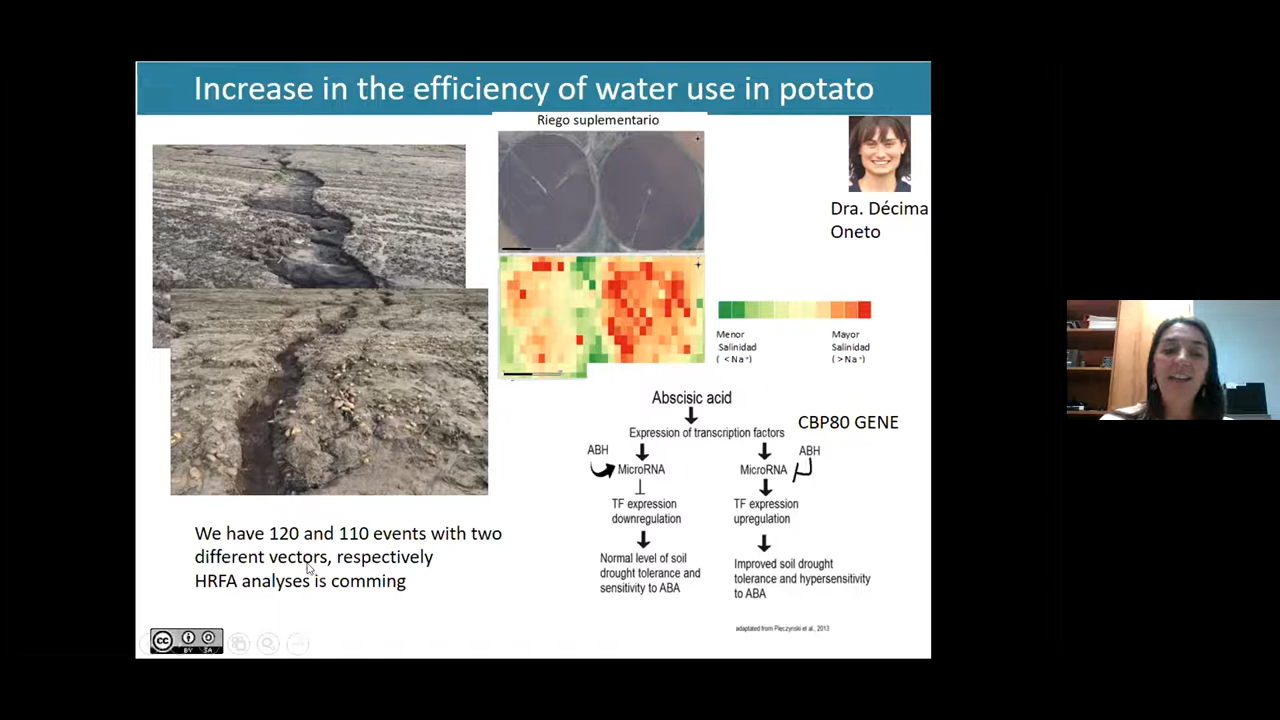 Increase in the efficiency of water use in potato
Riego suplementario
Dra. Décima
Oneto
Menor
Salinidad
( < Na⁺)
Mayor
Salinidad
( > Na⁺)
Abscisic acid
CBP80 GENE
Expression of transcription factors
ABH
MicroRNA
TF expression
downregulation
Normal level of soil
drought tolerance and
sensitivity to ABA
ABH
MicroRNA
TF expression
upregulation
Improved soil drought
tolerance and hypersensitivity
to ABA
We have 120 and 110 events with two
different vectors, respectively
HRFA analyses is comming
adaptated from Pieczynski et al., 2013
cc
BY SA